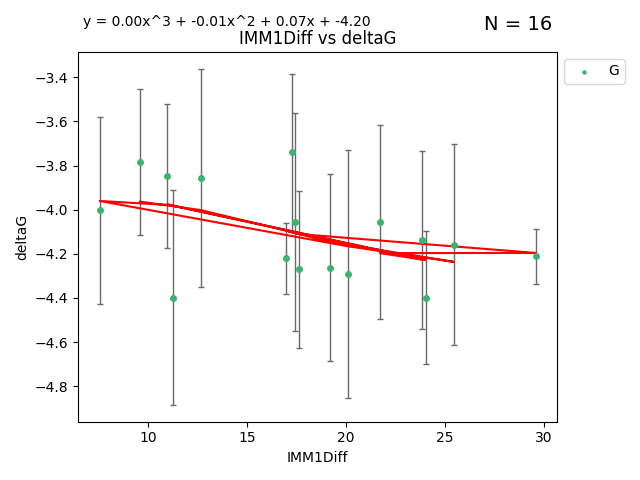 y = 0.00x^3 + -0.01x^2 + 0.07x + -4.20
N = 16
IMM1Diff vs deltaG
G
−3.4
−3.6
−3.8
−4.0
−4.2
−4.4
−4.6
−4.8
deltaG
10 15 20 25 30
IMM1Diff